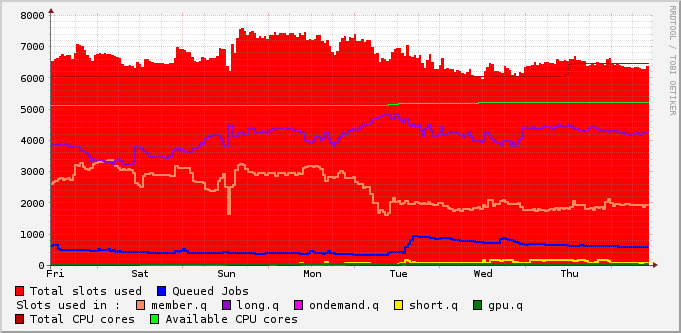 8000
7000
6000
5000
4000
3000
2000
1000
0
Fri Sat Sun Mon Tue Wed Thu
Total slots used Queued Jobs
Slots used in : member.q long.q ondemand.q short.q gpu.q
Total CPU cores Available CPU cores
RRDTOOL / TOBI OETIKER